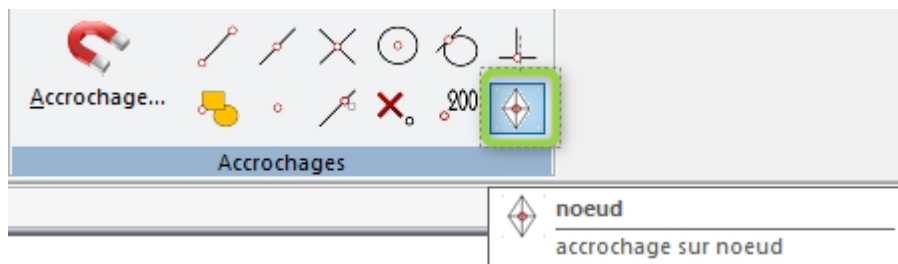 200
Accrochage...
Accrochages
noeud
accrochage sur noeud